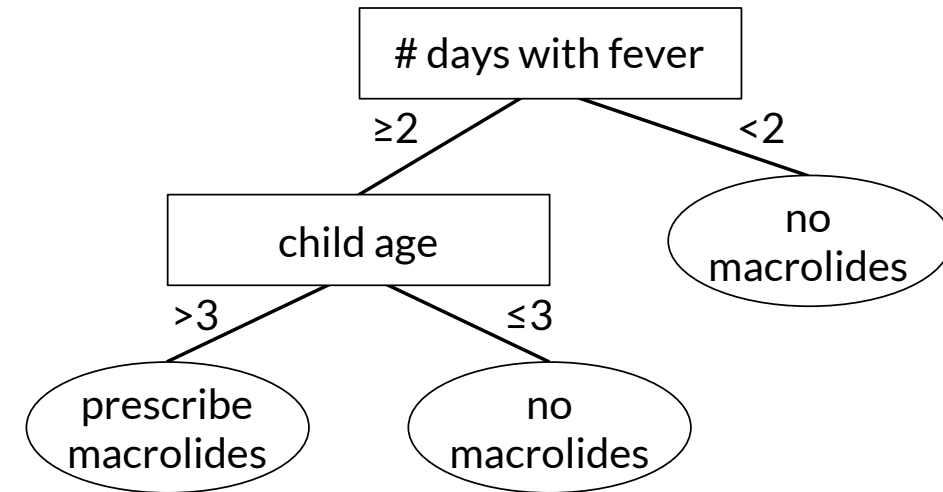 # days with fever
≥2
<2
child age
no
macrolides
>3
≤3
prescribe
macrolides
no
macrolides